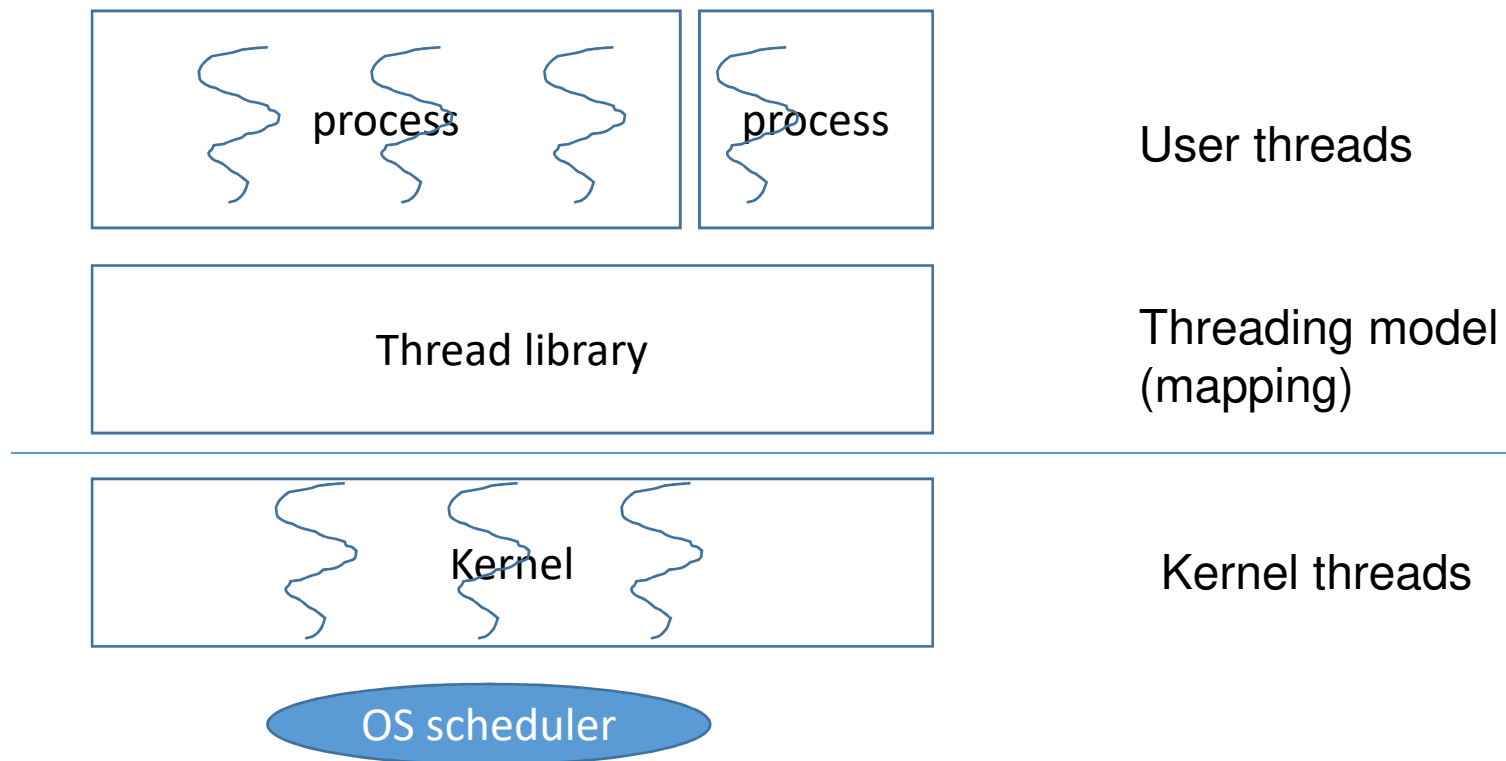 process
process
User threads
Thread library
Threading model
(mapping)
Kernel
Kernel threads
OS scheduler